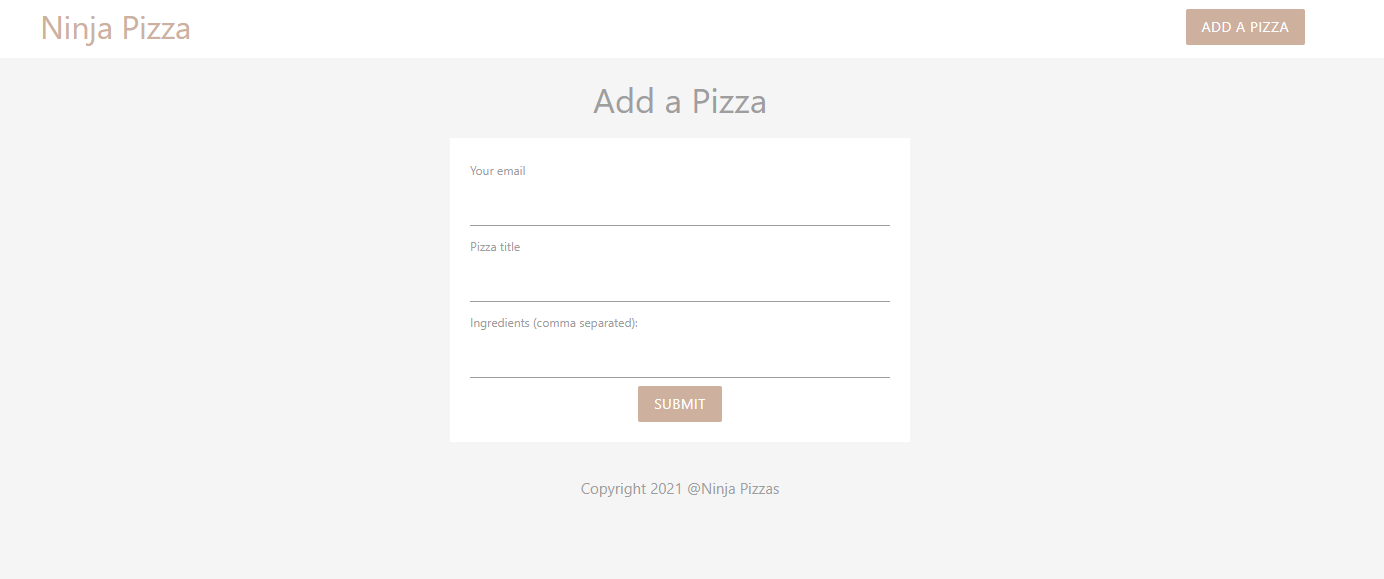 Ninja Pizza
ADD A PIZZA
Add a Pizza
Your email
Pizza title
Ingredients (comma separated):
SUBMIT
Copyright 2021 @Ninja Pizzas